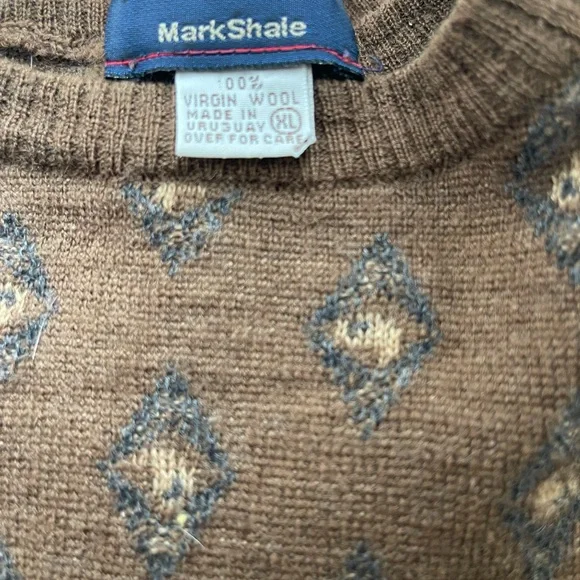 MarkShale
100%
VIRGIN WOOL
MADE IN XL
URUGUAY
OVER FOR CARE